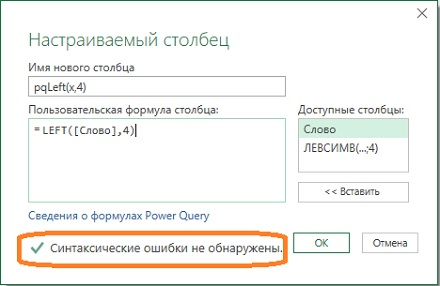 Настраиваемый столбец
Имя нового столбца
pqLeft(x,4)
Пользовательская формула столбца:
= LEFT([Слово],4)
Доступные столбцы:
Слово
ЛЕВСИМВ(...;4)
<< Вставить
Сведения о формулах Power Query
Синтаксические ошибки не обнаружены.
ОК
Отмена